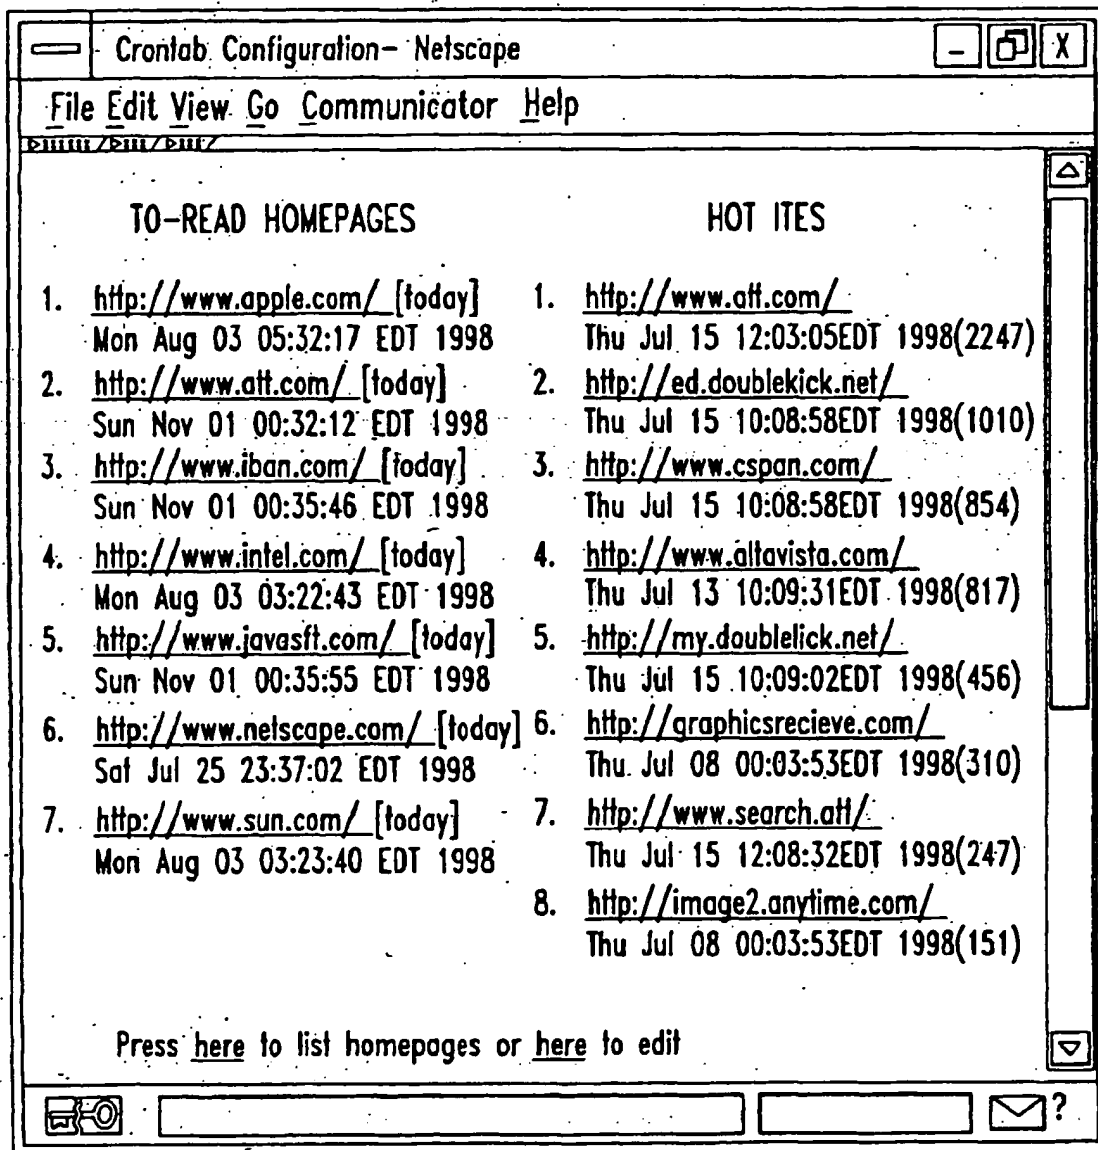 Crontab Configuration- Netscape
File Edit View Go Communicator Help
TO-READ HOMEPAGES
1. http://www.apple.com/ [today]
Mon Aug 03 05:32:17 EDT 1998
2. http://www.att.com/ [today]
Sun Nov 01 00:32:12 EDT 1998
3. http://www.iban.com/ [today]
Sun Nov 01 00:35:46 EDT 1998
4. http://www.intel.com/ [today]
Mon Aug 03 03:22:43 EDT 1998
5. http://www.javasft.com/ [today]
Sun Nov 01 00:35:55 EDT 1998
6. http://www.netscape.com/ [today]
Sat Jul 25 23:37:02 EDT 1998
7. http://www.sun.com/ [today]
Mon Aug 03 03:23:40 EDT 1998
HOT ITES
1. http://www.att.com/
Thu Jul 15 12:03:05EDT 1998(2247)
2. http://ed.doublekick.net/
Thu Jul 15 10:08:58EDT 1998(1010)
3. http://www.cspan.com/
Thu Jul 15 10:08:58EDT 1998(854)
4. http://www.altavista.com/
Thu Jul 13 10:09:31EDT 1998(817)
5. http://my.doublelick.net/
Thu Jul 15 10:09:02EDT 1998(456)
6. http://graphicsrecieve.com/
Thu Jul 08 00:03:53EDT 1998(310)
7. http://www.search.att/
Thu Jul 15 12:08:32EDT 1998(247)
8. http://image2.anytime.com/
Thu Jul 08 00:03:53EDT 1998(151)
Press here to list homepages or here to edit
?